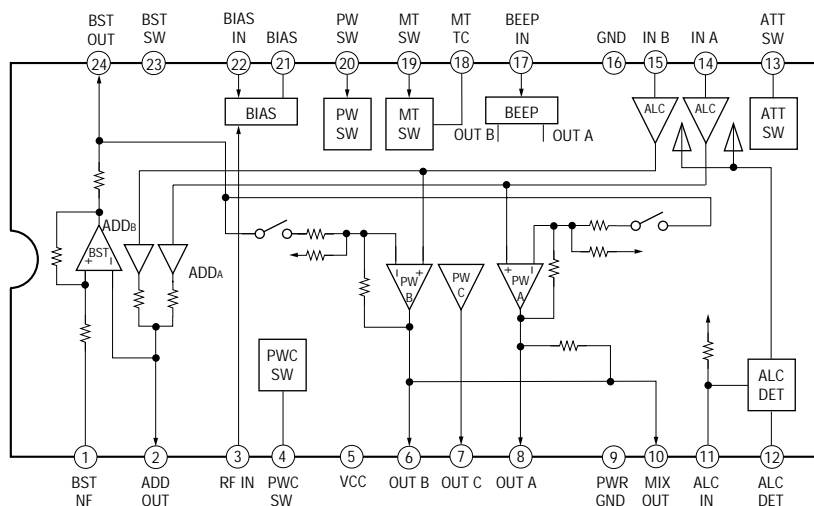 BST OUT
BST SW
BIAS IN
BIAS
PW SW
MT SW
MT TC
BEEP IN
GND
IN B
IN A
ATT SW
24
23
22
21
20
19
18
17
16
15
14
13
BIAS
PW SW
MT SW
BEEP
OUT B
OUT A
ALC
ALC
ATT SW
ADDB
BST
+
−
ADDA
− +
PW B
PW C
+ −
PW A
PWC SW
ALC DET
1
2
3
4
5
6
7
8
9
10
11
12
BST NF
ADD OUT
RF IN
PWC SW
VCC
OUT B
OUT C
OUT A
PWR GND
MIX OUT
ALC IN
ALC DET